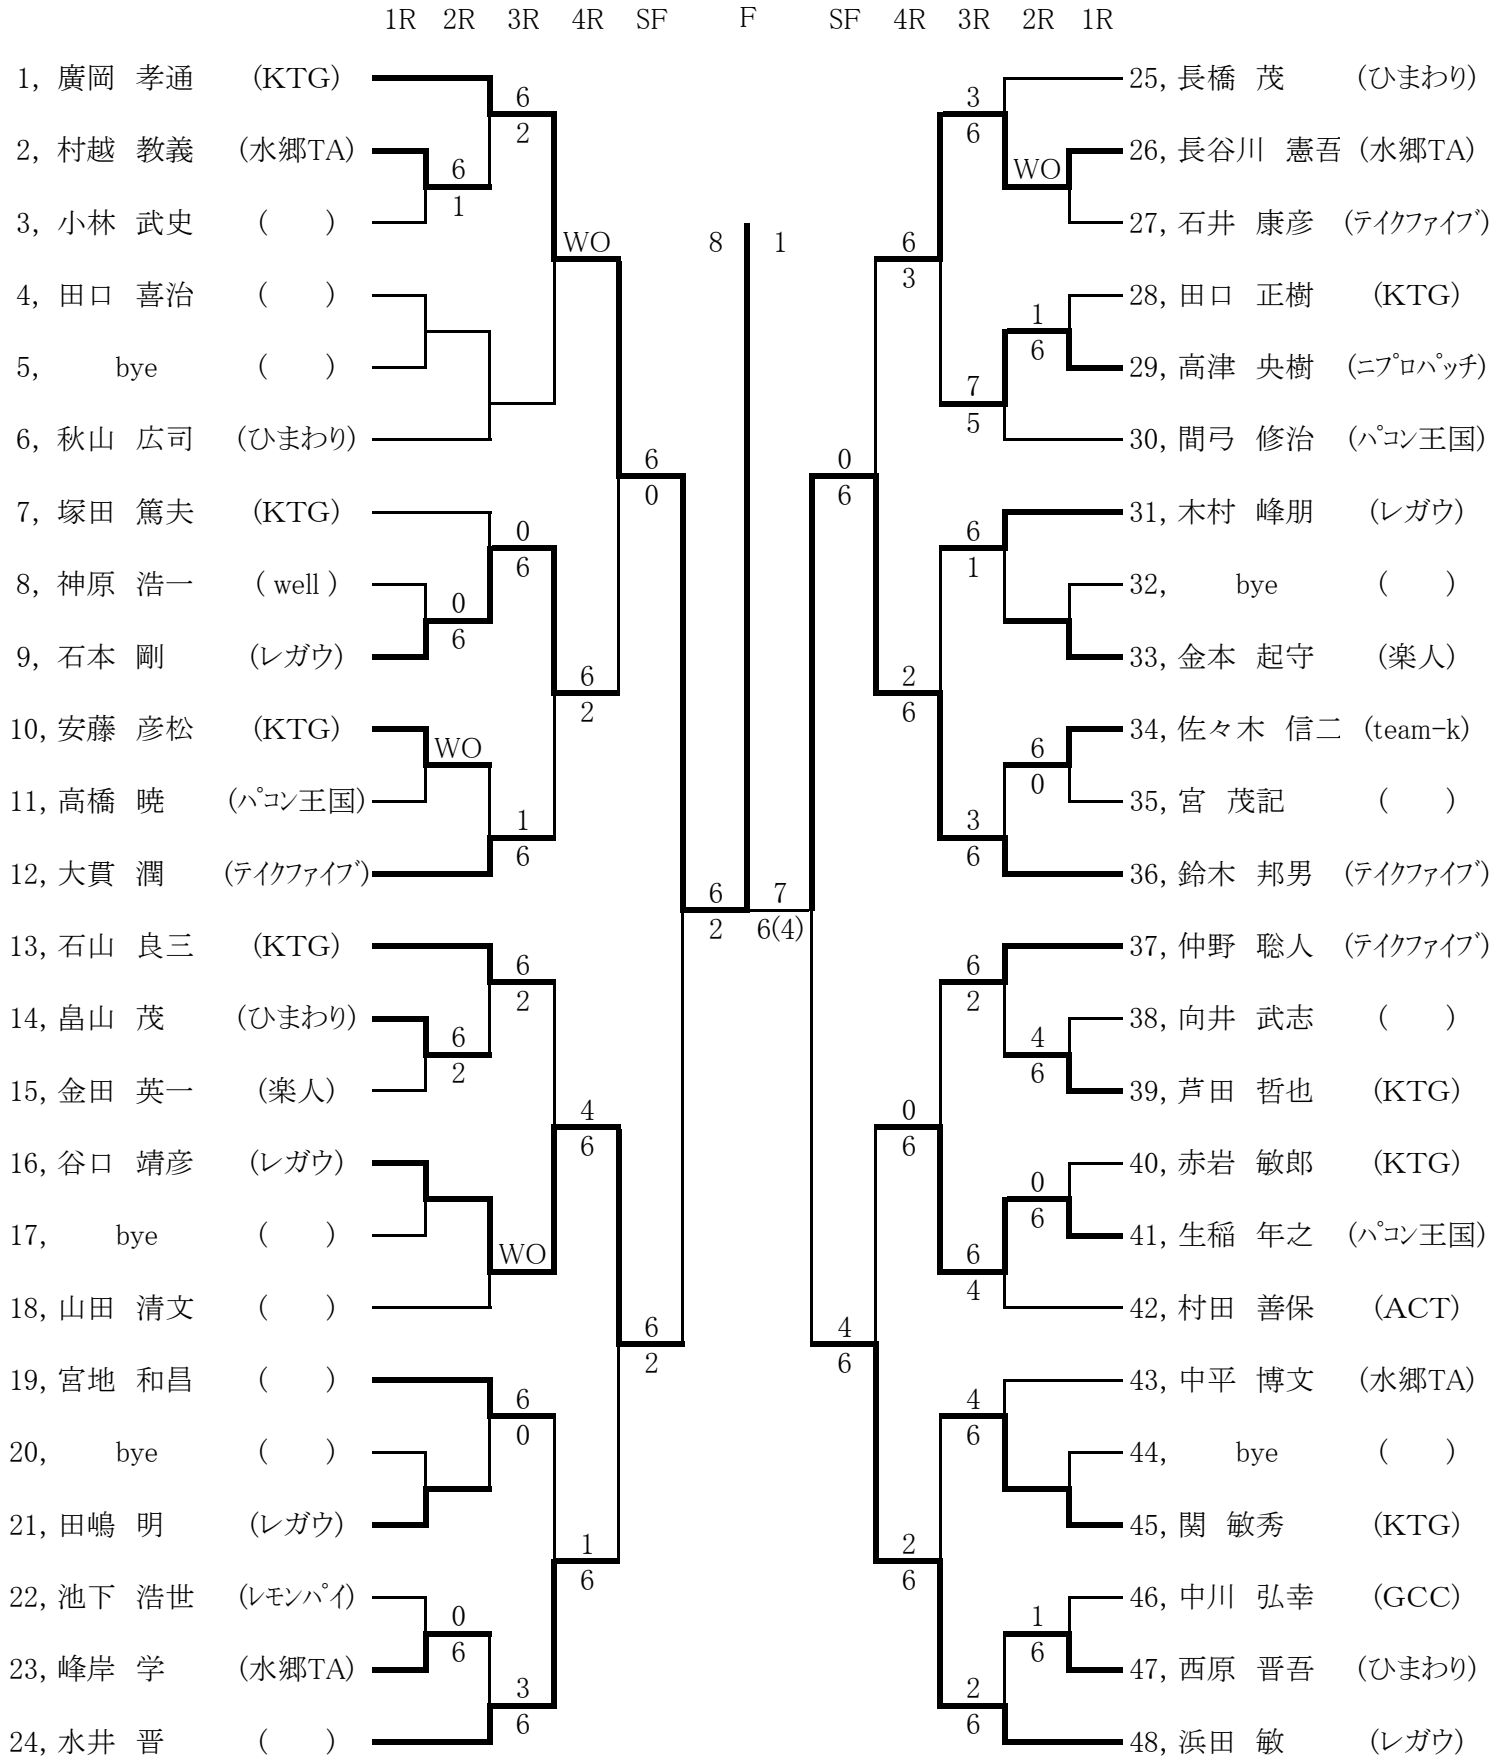 1R 2R 3R 4R SF F SF 4R 3R 2R 1R
1, 廣岡 孝通 (KTG)
6
2
2, 村越 教義 (水郷TA)
6
1
3, 小林 武史 ( )
WO
4, 田口 喜治 ( )
5, bye ( )
6, 秋山 広司 (ひまわり)
6
0
7, 塚田 篤夫 (KTG)
0
6
8, 神原 浩一 ( well )
0
6
9, 石本 剛 (レガウ)
6
2
10, 安藤 彦松 (KTG)
WO
11, 高橋 暁 (パコン王国)
1
6
12, 大貫 潤 (テイクファイブ)
6
2
13, 石山 良三 (KTG)
6
2
14, 畠山 茂 (ひまわり)
6
2
15, 金田 英一 (楽人)
4
6
16, 谷口 靖彦 (レガウ)
17, bye ( )
WO
18, 山田 清文 ( )
6
2
19, 宮地 和昌 ( )
6
0
20, bye ( )
21, 田嶋 明 (レガウ)
1
6
22, 池下 浩世 (レモンパイ)
0
6
23, 峰岸 学 (水郷TA)
3
6
24, 水井 晋 ( )
8 1
25, 長橋 茂 (ひまわり)
3
6
26, 長谷川 憲吾 (水郷TA)
WO
27, 石井 康彦 (テイクファイブ)
6
3
28, 田口 正樹 (KTG)
1
6
29, 高津 央樹 (ニプロパッチ)
7
5
30, 間弓 修治 (パコン王国)
0
6
31, 木村 峰朋 (レガウ)
6
1
32, bye ( )
33, 金本 起守 (楽人)
2
6
34, 佐々木 信二 (team-k)
6
0
35, 宮 茂記 ( )
3
6
36, 鈴木 邦男 (テイクファイブ)
7
6(4)
37, 仲野 聡人 (テイクファイブ)
6
2
38, 向井 武志 ( )
4
6
39, 芦田 哲也 (KTG)
0
6
40, 赤岩 敏郎 (KTG)
0
6
41, 生稲 年之 (パコン王国)
6
4
42, 村田 善保 (ACT)
4
6
43, 中平 博文 (水郷TA)
4
6
44, bye ( )
45, 関 敏秀 (KTG)
2
6
46, 中川 弘幸 (GCC)
1
6
47, 西原 晋吾 (ひまわり)
2
6
48, 浜田 敏 (レガウ)